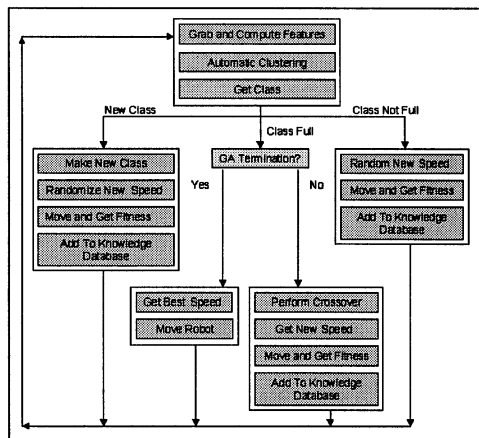 Grab and Compute Features
Automatic Clustering
Get Class
New Class
Class Full
Class Not Full
Make New Class
Randomize New Speed
Move and Get Fitness
Add To Knowledge
Database
GA Termination?
Yes
No
Random New Speed
Move and Get Fitness
Add To Knowledge
Database
Get Best Speed
Move Robot
Perform Crossover
Get New Speed
Move and Get Fitness
Add To Knowledge
Database